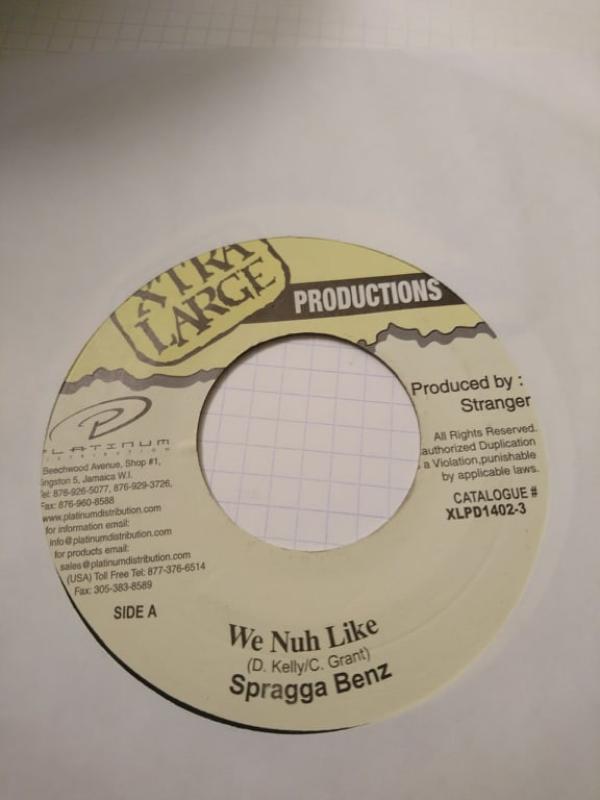 XTRA
LARGE
PRODUCTIONS
Produced by :
Stranger
All Rights Reserved.
Duplication
a Violation,punishable
by applicable laws.
CATALOGUE #
XLPD1402-3
PLATINUM
DISTRIBUTION
Beechwood Avenue, Shop #1,
Kingston 5, Jamaica W.I.
Tel: 876-926-5077, 876-929-3726,
Fax: 876-960-8588
www.platinumdistribution.com
for information email:
info@platinumdistribution.com
for products email:
sales@platinumdistribution.com
(USA) Toll Free Tel: 877-376-6514
Fax: 305-383-8589
SIDE A
We Nuh Like
(D. Kelly/C. Grant)
Spragga Benz